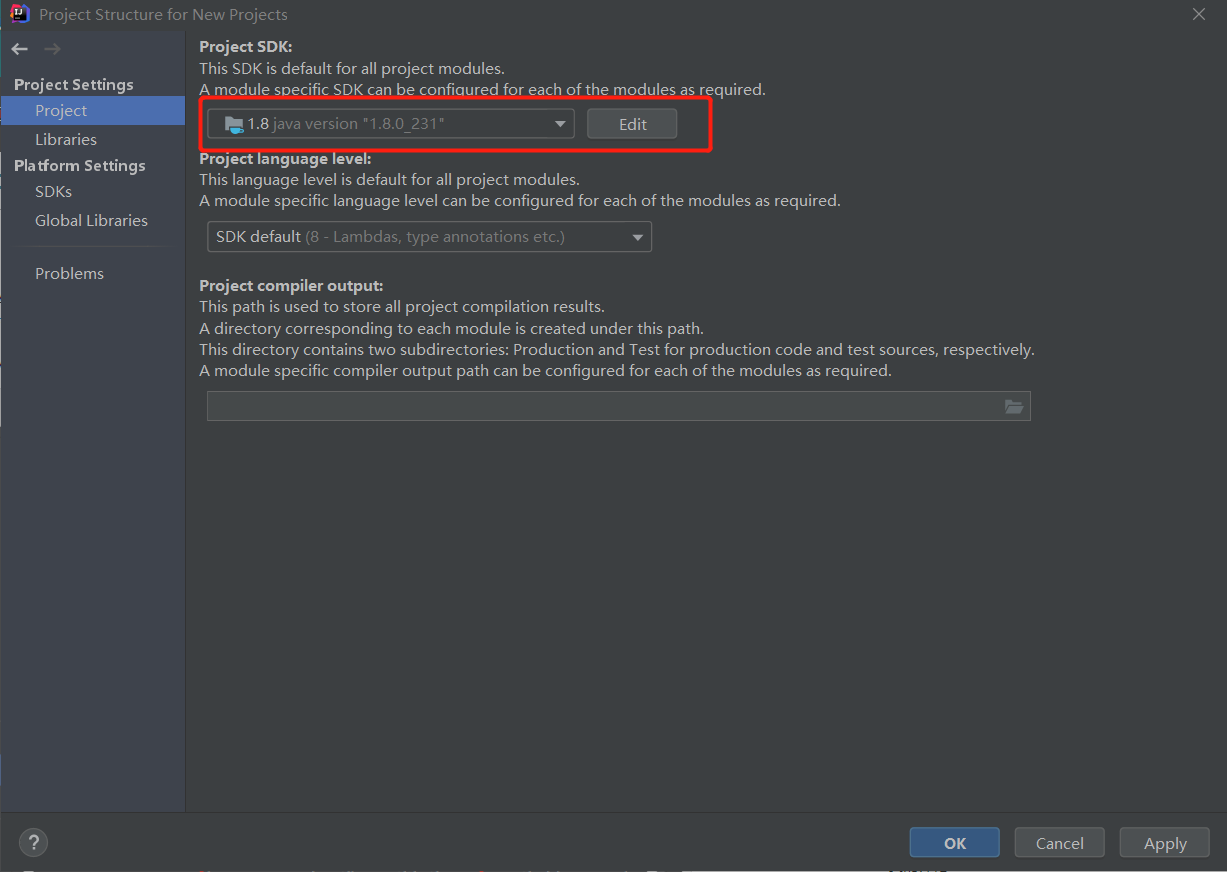 Project Structure for New Projects
Project Settings
Project
Libraries
Platform Settings
SDKs
Global Libraries
Problems
Project SDK:
This SDK is default for all project modules.
A module specific SDK can be configured for each of the modules as required.
1.8 java version "1.8.0_231"
Edit
Project language level:
This language level is default for all project modules.
A module specific language level can be configured for each of the modules as required.
SDK default (8 - Lambdas, type annotations etc.)
Project compiler output:
This path is used to store all project compilation results.
A directory corresponding to each module is created under this path.
This directory contains two subdirectories: Production and Test for production code and test sources, respectively.
A module specific compiler output path can be configured for each of the modules as required.
?
OK
Cancel
Apply